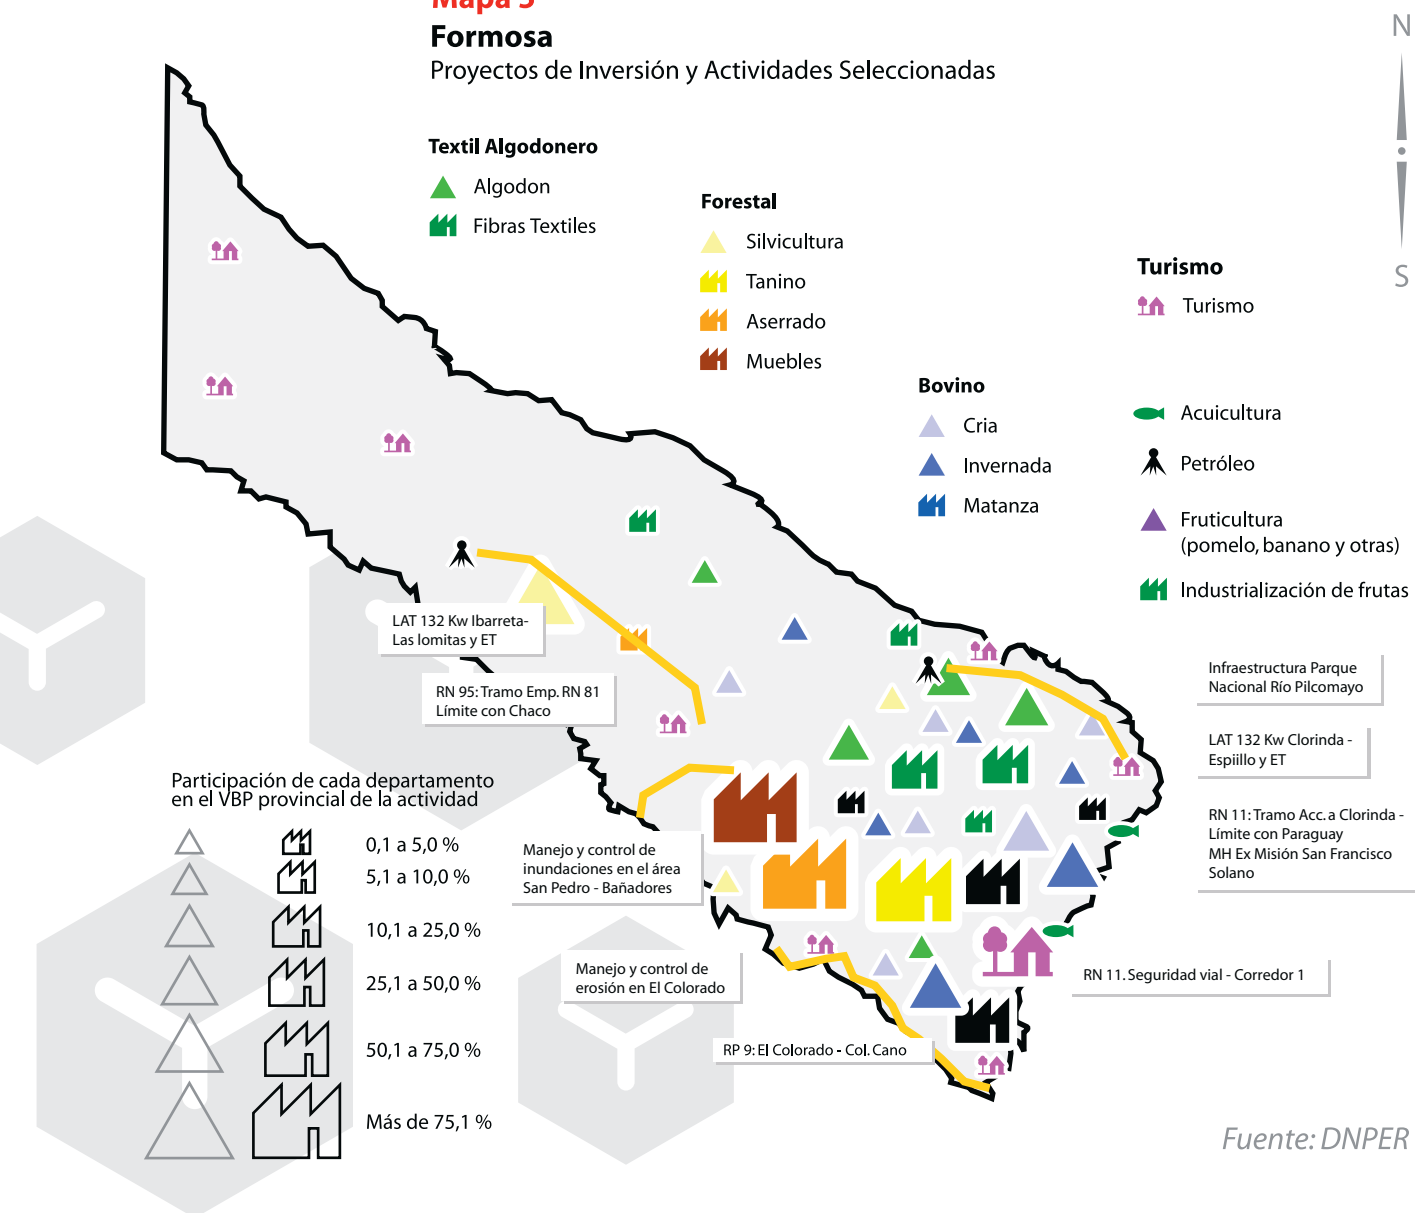 Mapa 5
Formosa
Proyectos de Inversión y Actividades Seleccionadas
N
S
Textil Algodonero
Algodon
Fibras Textiles
Forestal
Silvicultura
Tanino
Aserrado
Muebles
Bovino
Cria
Invernada
Matanza
Turismo
Turismo
Acuicultura
Petróleo
Fruticultura
(pomelo, banano y otras)
Industrialización de frutas
LAT 132 Kw Ibarreta-
Las lomitas y ET
RN 95: Tramo Emp. RN 81
Límite con Chaco
Infraestructura Parque
Nacional Río Pilcomayo
LAT 132 Kw Clorinda -
Espiillo y ET
RN 11: Tramo Acc. a Clorinda -
Límite con Paraguay
MH Ex Misión San Francisco
Solano
Manejo y control de
inundaciones en el área
San Pedro - Bañadores
Manejo y control de
erosión en El Colorado
RN 11. Seguridad vial - Corredor 1
RP 9: El Colorado - Col. Cano
Participación de cada departamento
en el VBP provincial de la actividad
0,1 a 5,0 %
5,1 a 10,0 %
10,1 a 25,0 %
25,1 a 50,0 %
50,1 a 75,0 %
Más de 75,1 %
Fuente: DNPER